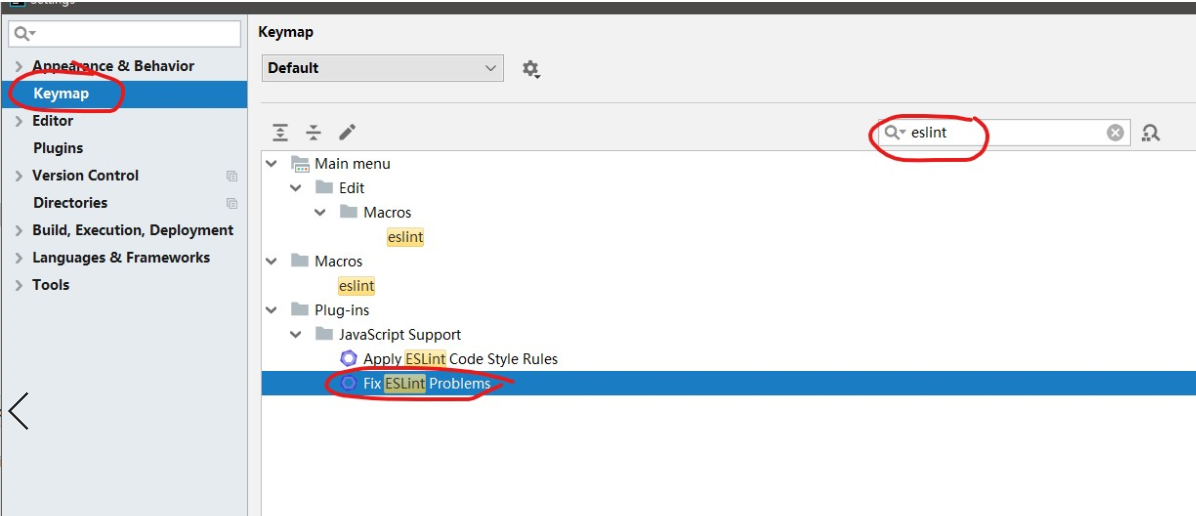 Settings
Keymap
Appearance & Behavior
Default
Keymap
Editor
eslint
Plugins
Main menu
Version Control
Edit
Directories
Macros
Build, Execution, Deployment
eslint
Languages & Frameworks
Macros
Tools
eslint
Plug-ins
JavaScript Support
Apply ESLint Code Style Rules
Fix ESLint Problems